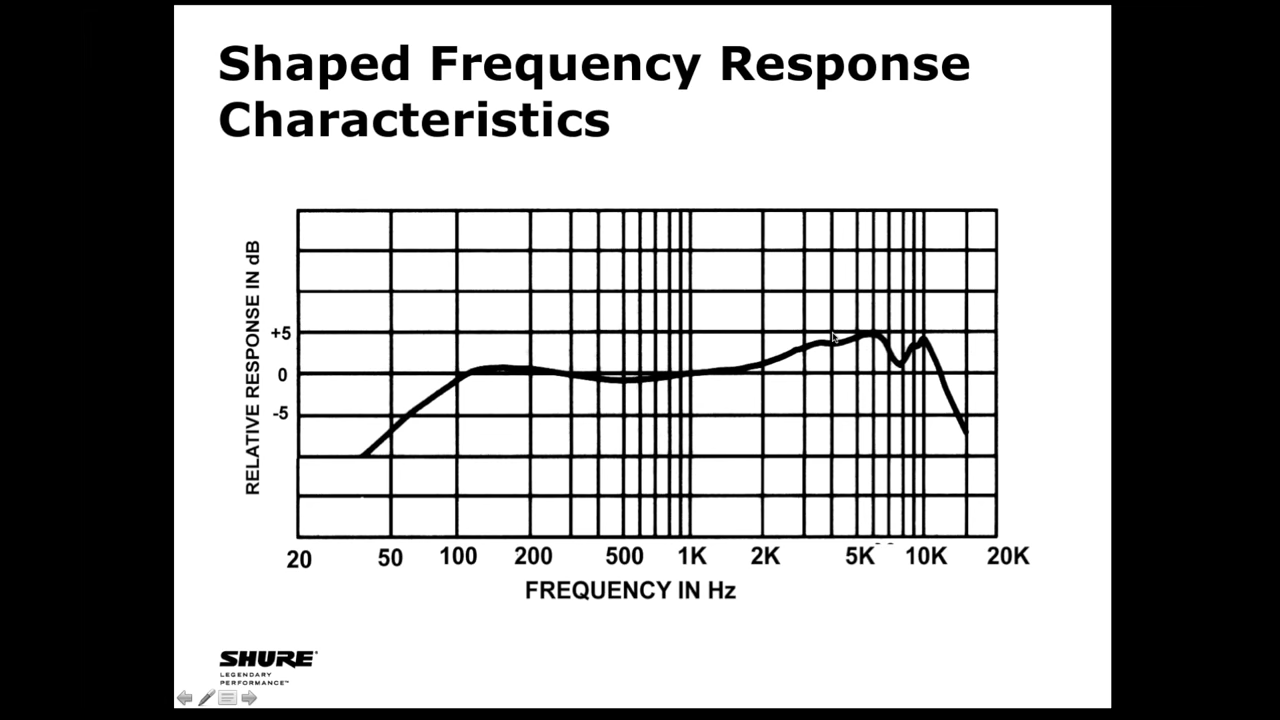 Shaped Frequency Response
Characteristics
RELATIVE RESPONSE IN dB
+5
0
-5
20 50 100 200 500 1K 2K 5K 10K 20K
FREQUENCY IN Hz
SHURE
LEGENDARY
PERFORMANCE™